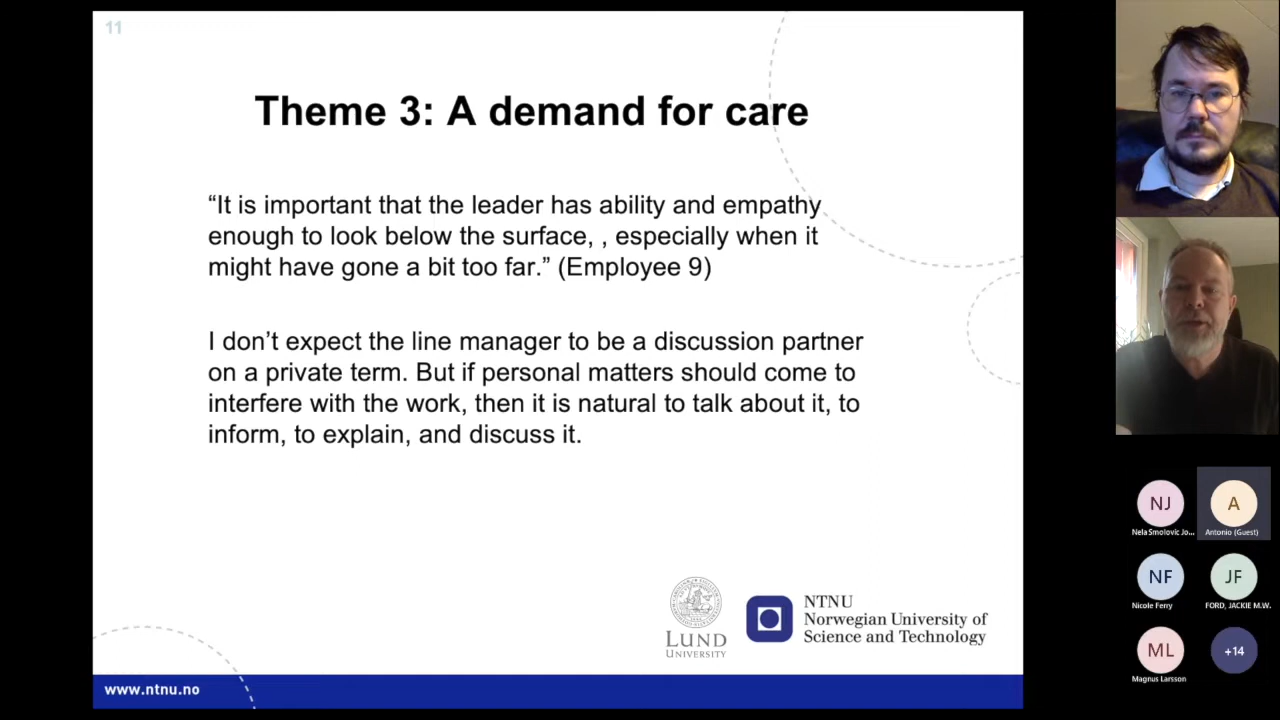 11
Theme 3: A demand for care
“It is important that the leader has ability and empathy
enough to look below the surface, , especially when it
might have gone a bit too far.” (Employee 9)
I don’t expect the line manager to be a discussion partner
on a private term. But if personal matters should come to
interfere with the work, then it is natural to talk about it, to
inform, to explain, and discuss it.
LUND
UNIVERSITY
NTNU
Norwegian University of
Science and Technology
www.ntnu.no
NJ
Nela Smolovic Jo...
A
Antonio (Guest)
NF
Nicole Ferry
JF
FORD, JACKIE M.W.
ML
Magnus Larsson
+14